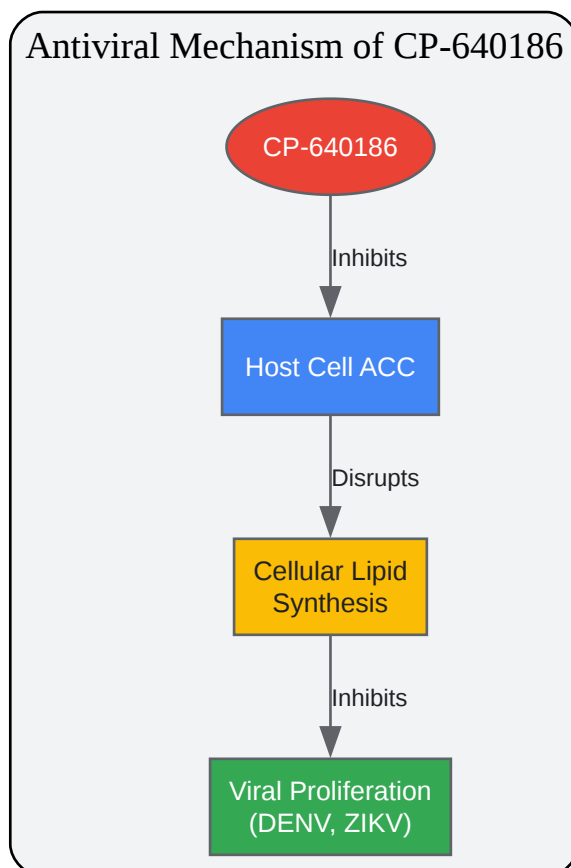 Antiviral Mechanism of CP-640186
CP-640186
Inhibits
Host Cell ACC
Disrupts
Cellular Lipid
Synthesis
Inhibits
Viral Proliferation
(DENV, ZIKV)